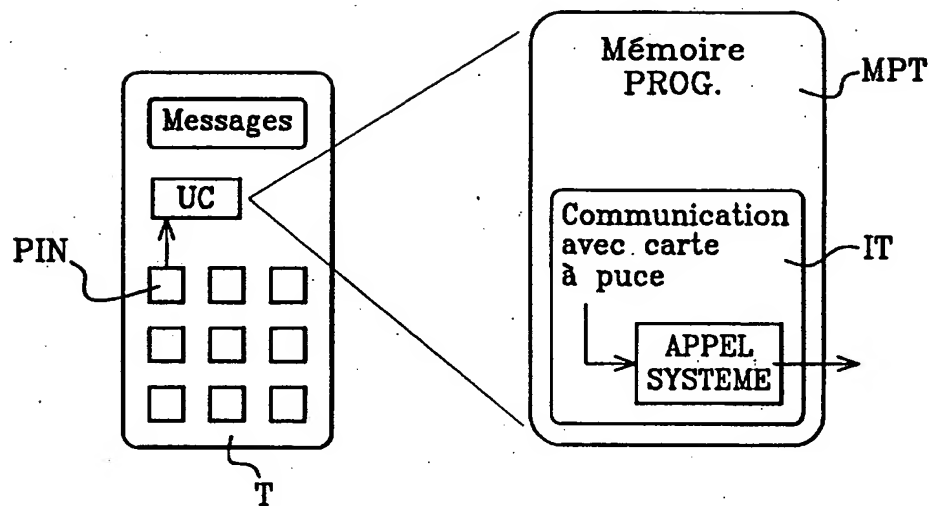 Messages
UC
PIN
T
Mémoire
PROG.
MPT
Communication
avec carte
à puce
IT
APPEL
SYSTEME